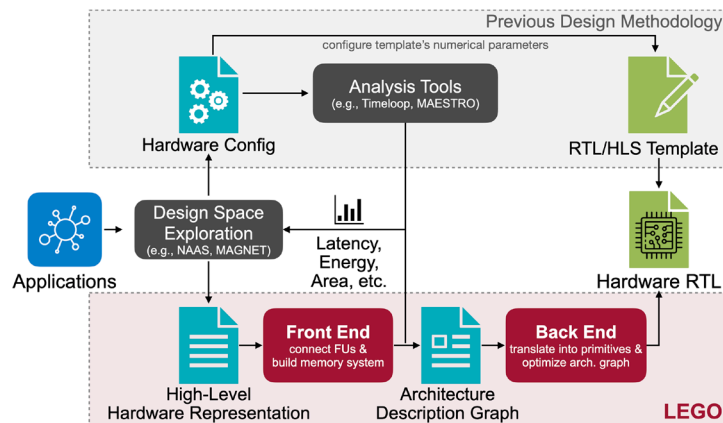 Previous Design Methodology
configure template's numerical parameters
Analysis Tools
(e.g., Timeloop, MAESTRO)
Hardware Config
RTL/HLS Template
Design Space
Exploration
(e.g., NAAS, MAGNET)
Latency,
Energy,
Area, etc.
Applications
Hardware RTL
Front End
connect FUs &
build memory system
Back End
translate into primitives &
optimize arch. graph
High-Level
Hardware Representation
Architecture
Description Graph
LEGO